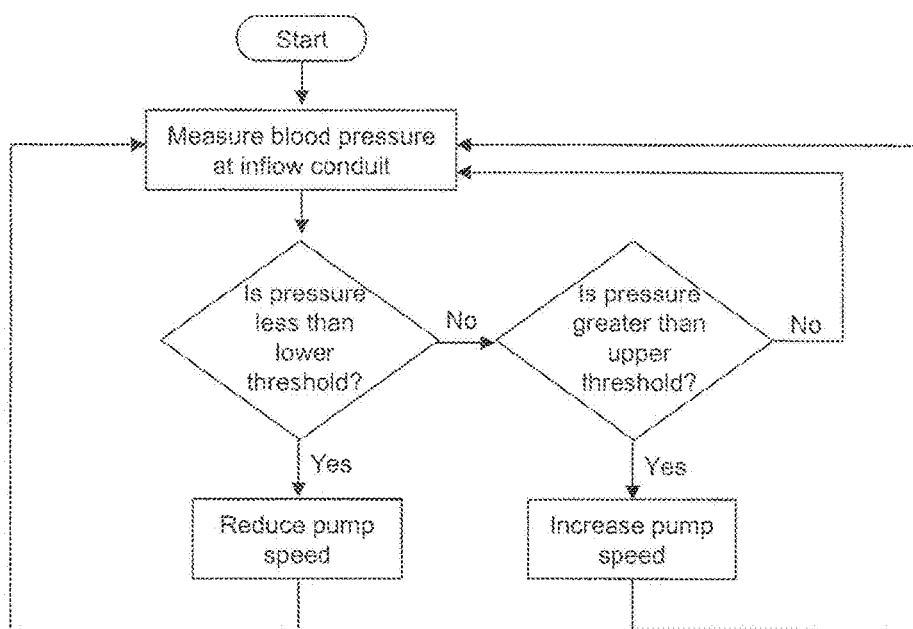 Start
Measure blood pressure
at inflow conduit
Is pressure
less than
lower
threshold?
No
Is pressure
greater than
upper
threshold?
No
Yes
Yes
Reduce pump
speed
Increase pump
speed